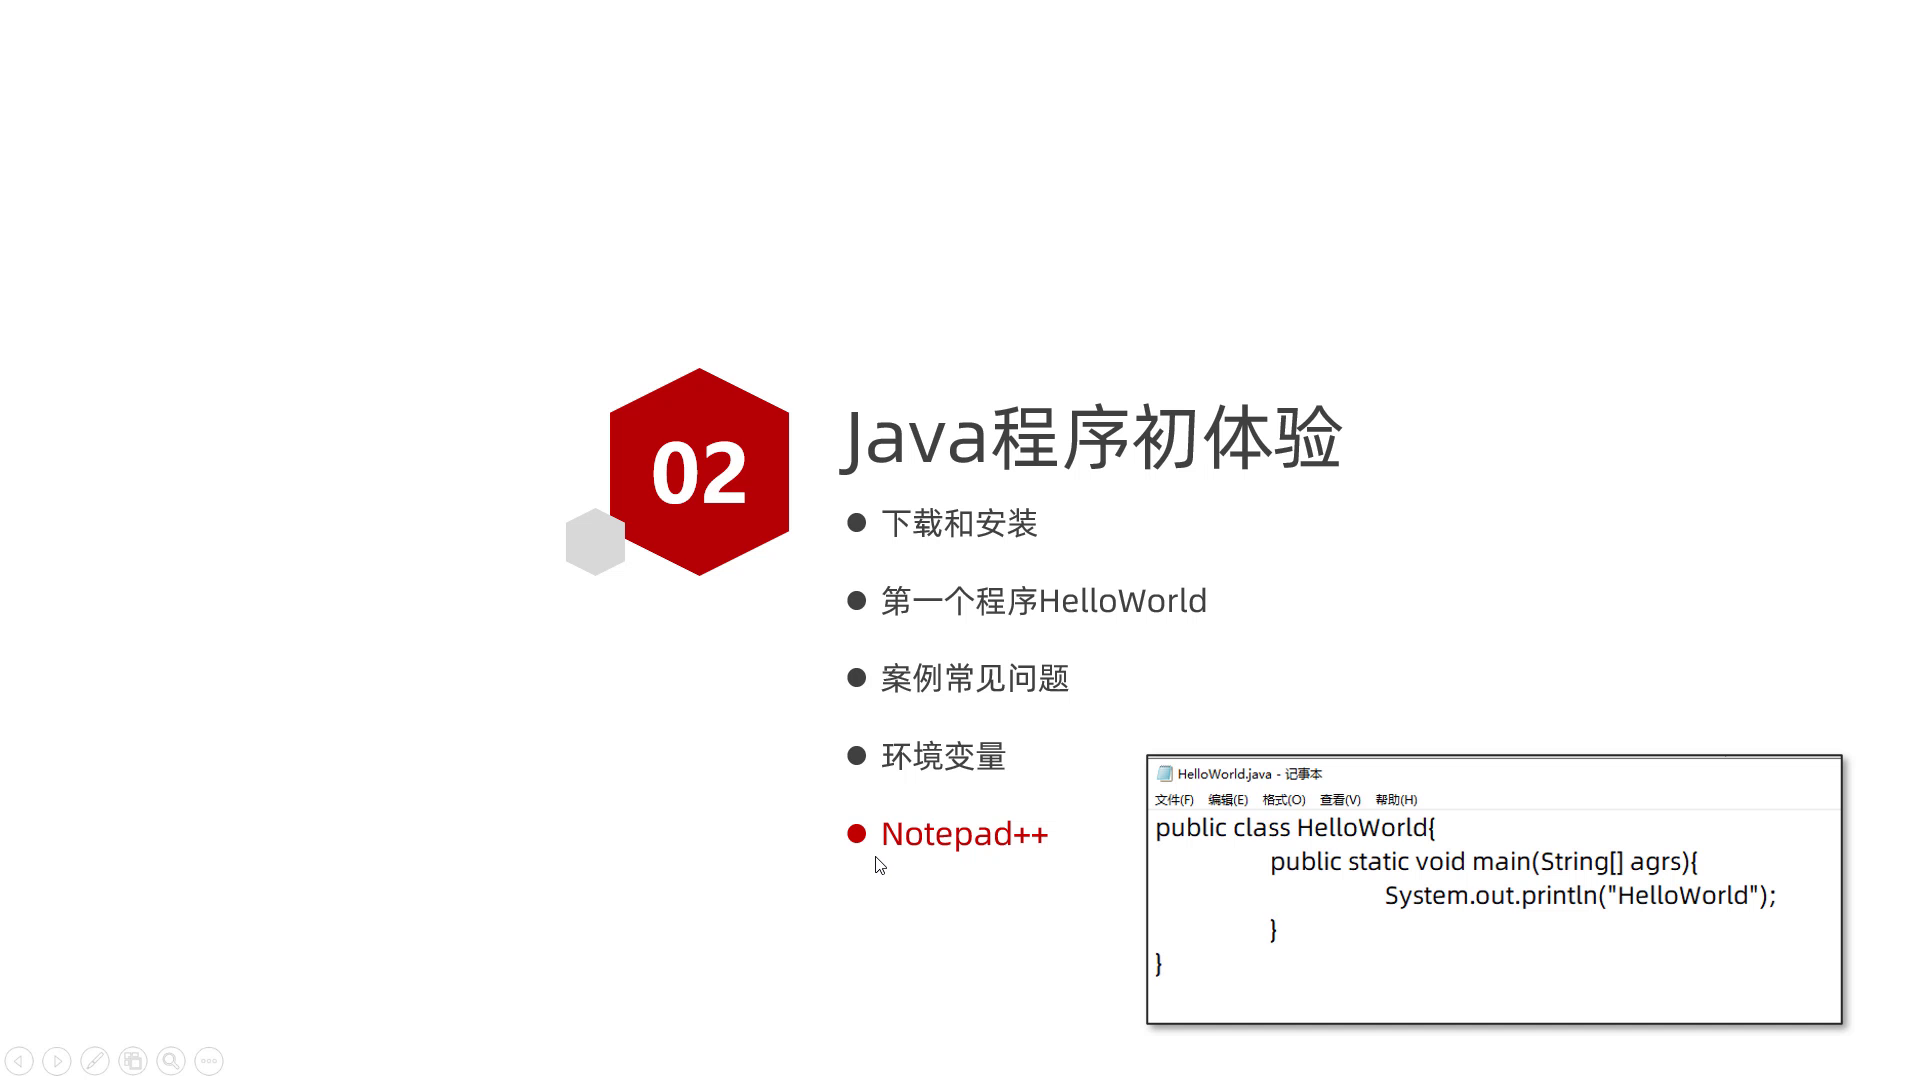 02
Java程序初体验
下载和安装
第一个程序HelloWorld
案例常见问题
环境变量
Notepad++
HelloWorld.java - 记事本
文件(F) 编辑(E) 格式(O) 查看(V) 帮助(H)
public class HelloWorld{
public static void main(String[] agrs){
System.out.println("HelloWorld");
}
}